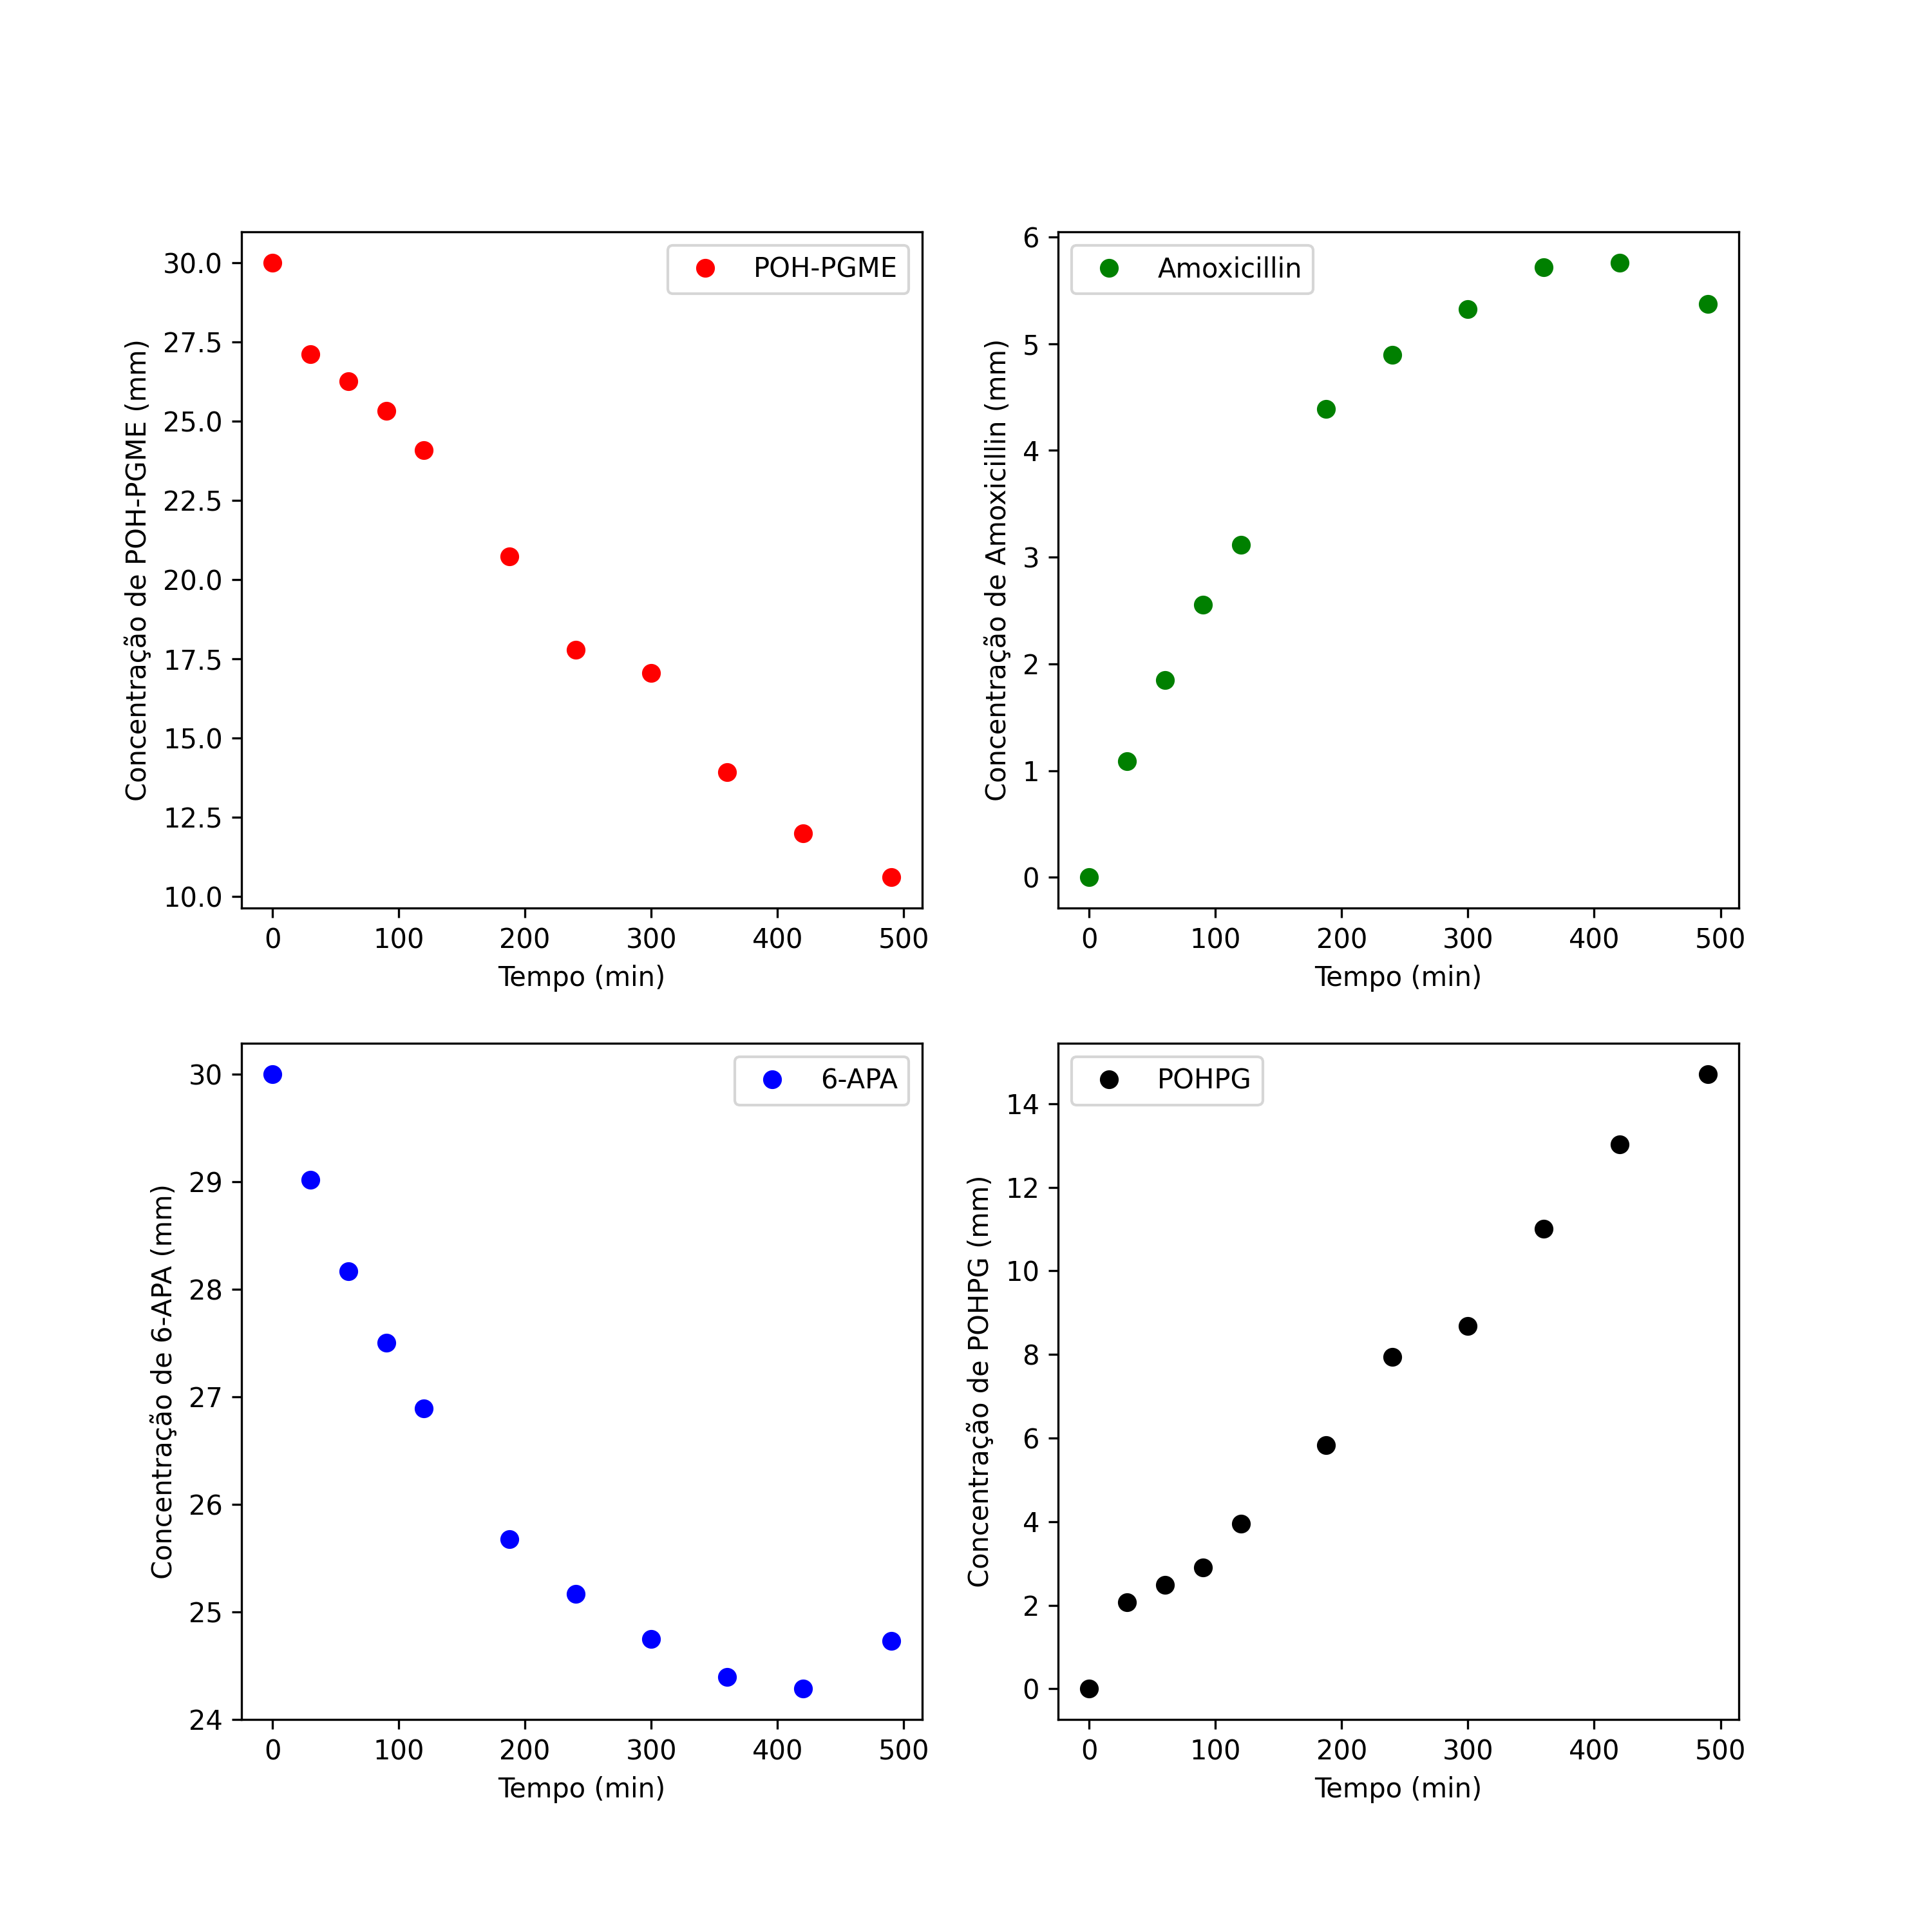 POH-PGME
30.0
27.5
25.0
22.5
20.0
17.5
15.0
12.5
10.0
Concentração de POH-PGME (mm)
0 100 200 300 400 500
Tempo (min)
Amoxicillin
6
5
4
3
2
1
0
Concentração de Amoxicillin (mm)
0 100 200 300 400 500
Tempo (min)
6-APA
30
29
28
27
26
25
24
Concentração de 6-APA (mm)
0 100 200 300 400 500
Tempo (min)
POHPG
14
12
10
8
6
4
2
0
Concentração de POHPG (mm)
0 100 200 300 400 500
Tempo (min)